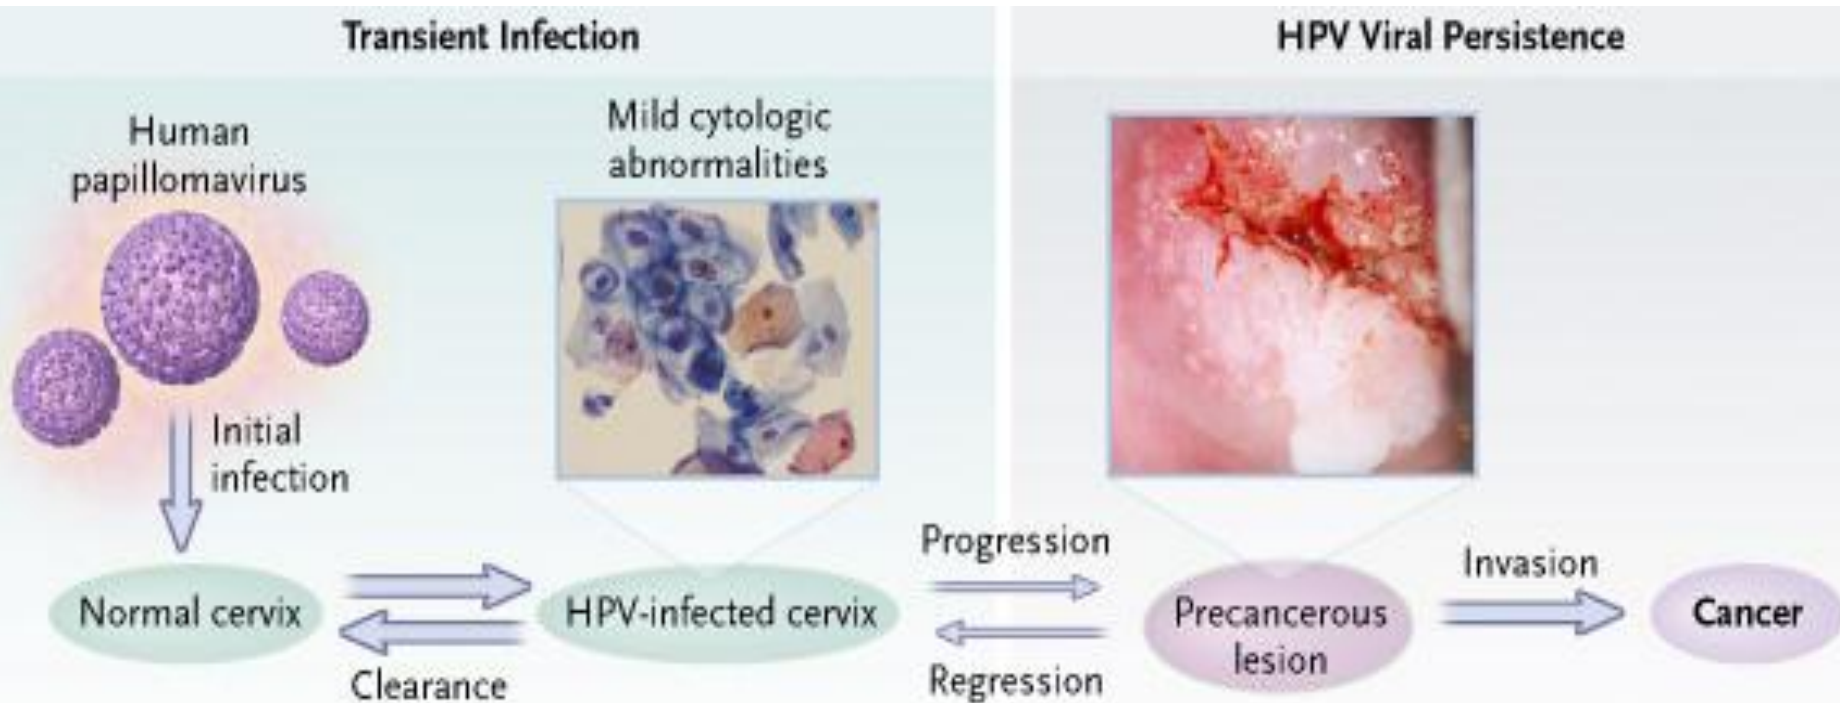 Transient Infection
HPV Viral Persistence
Human
papillomavirus
Mild cytologic
abnormalities
Initial
infection
Normal cervix
Clearance
HPV-infected cervix
Progression
Regression
Precancerous
lesion
Invasion
Cancer